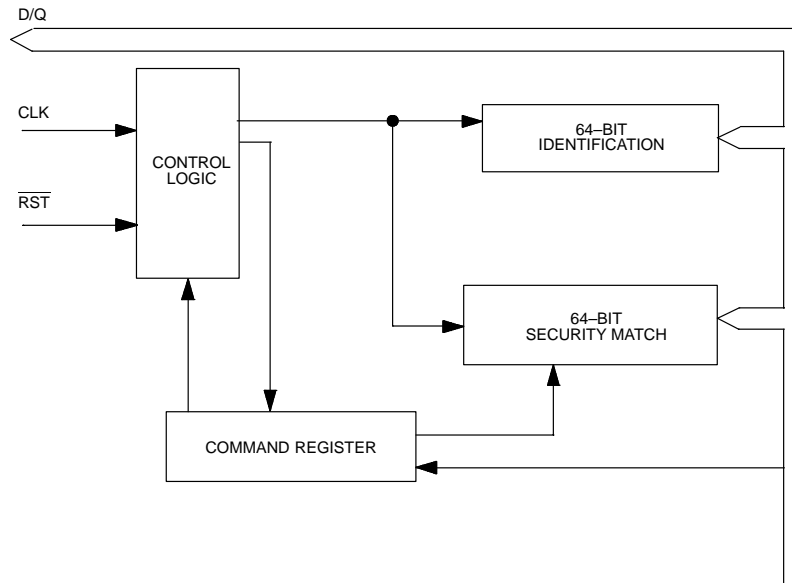 D/Q
CLK
RST
CONTROL
LOGIC
64–BIT
IDENTIFICATION
64–BIT
SECURITY MATCH
COMMAND REGISTER